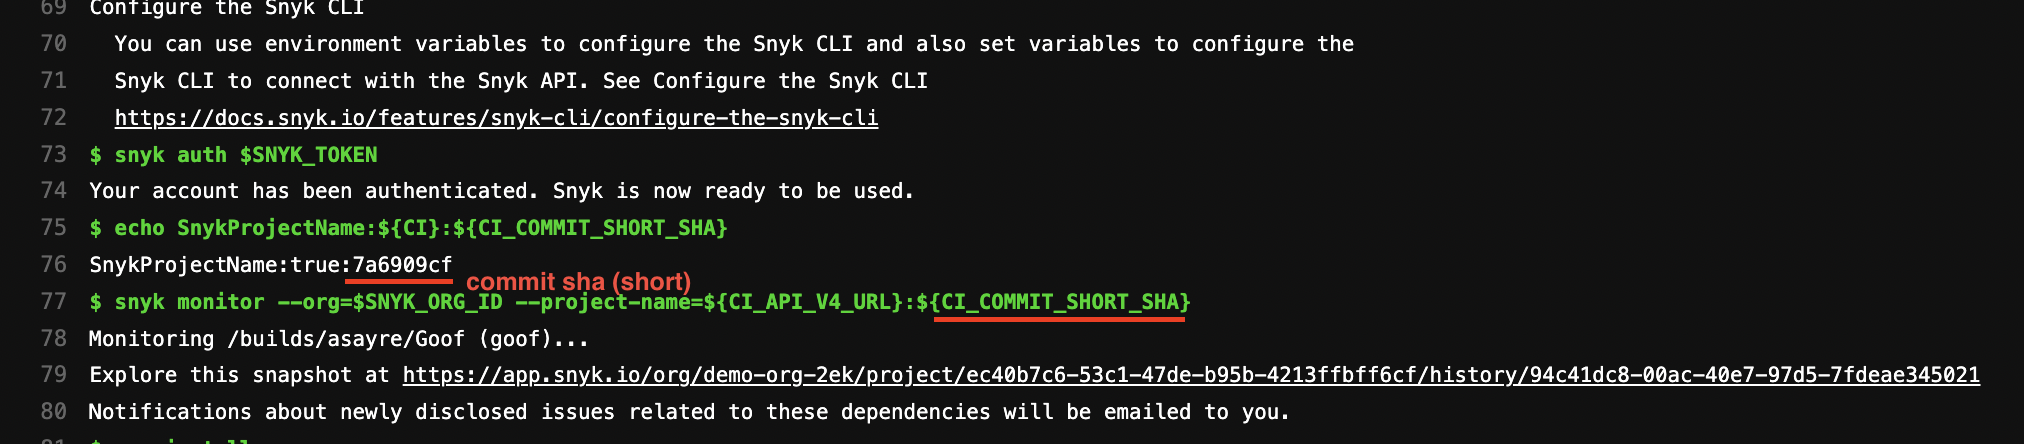 69 Configure the Snyk CLI
70 You can use environment variables to configure the Snyk CLI and also set variables to configure the
71 Snyk CLI to connect with the Snyk API. See Configure the Snyk CLI
72 https://docs.snyk.io/features/snyk-cli/configure-the-snyk-cli
73 $ snyk auth $SNYK_TOKEN
74 Your account has been authenticated. Snyk is now ready to be used.
75 $ echo SnykProjectName:${CI}:${CI_COMMIT_SHORT_SHA}
76 SnykProjectName:true:7a6909cf
commit sha (short)
77 $ snyk monitor --org=$SNYK_ORG_ID --project-name=${CI_API_V4_URL}:${CI_COMMIT_SHORT_SHA}
78 Monitoring /builds/asayre/Goof (goof)...
79 Explore this snapshot at https://app.snyk.io/org/demo-org-2ek/project/ec40b7c6-53c1-47de-b95b-4213ffbff6cf/history/94c41dc8-00ac-40e7-97d5-7fdeae345021
80 Notifications about newly disclosed issues related to these dependencies will be emailed to you.